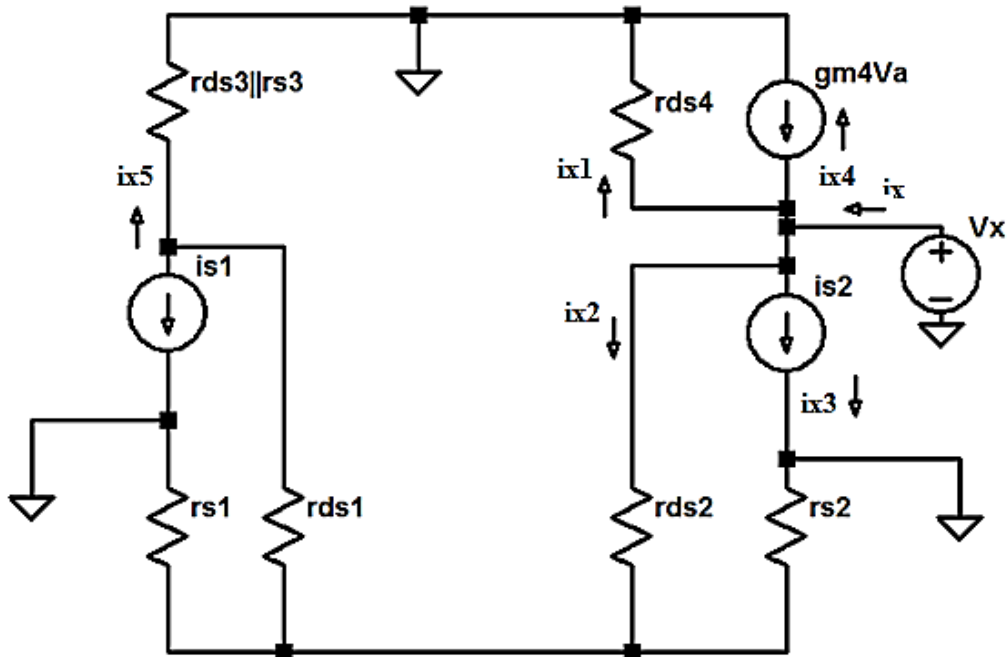 rds3||rs3
gm4Va
rds4
ix5
ix1
ix4
ix
Vx
is1
is2
ix2
ix3
rs1
rds1
rds2
rs2